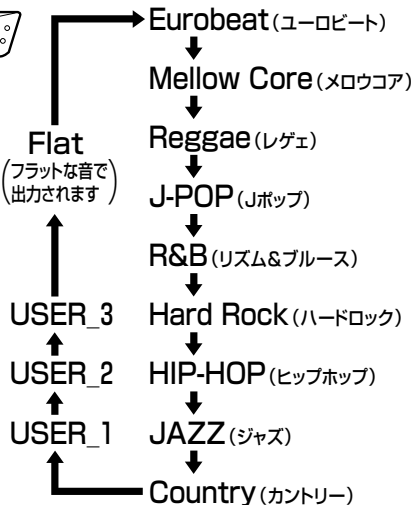 Eurobeat(ユーロビート)
Mellow Core(メロウコア)
Reggae(レゲェ)
J-POP(Jポップ)
R&B(リズム&ブルース)
Hard Rock(ハードロック)
HIP-HOP(ヒップホップ)
JAZZ(ジャズ)
Country(カントリー)
USER_1
USER_2
USER_3
Flat
(フラットな音で
出力されます)